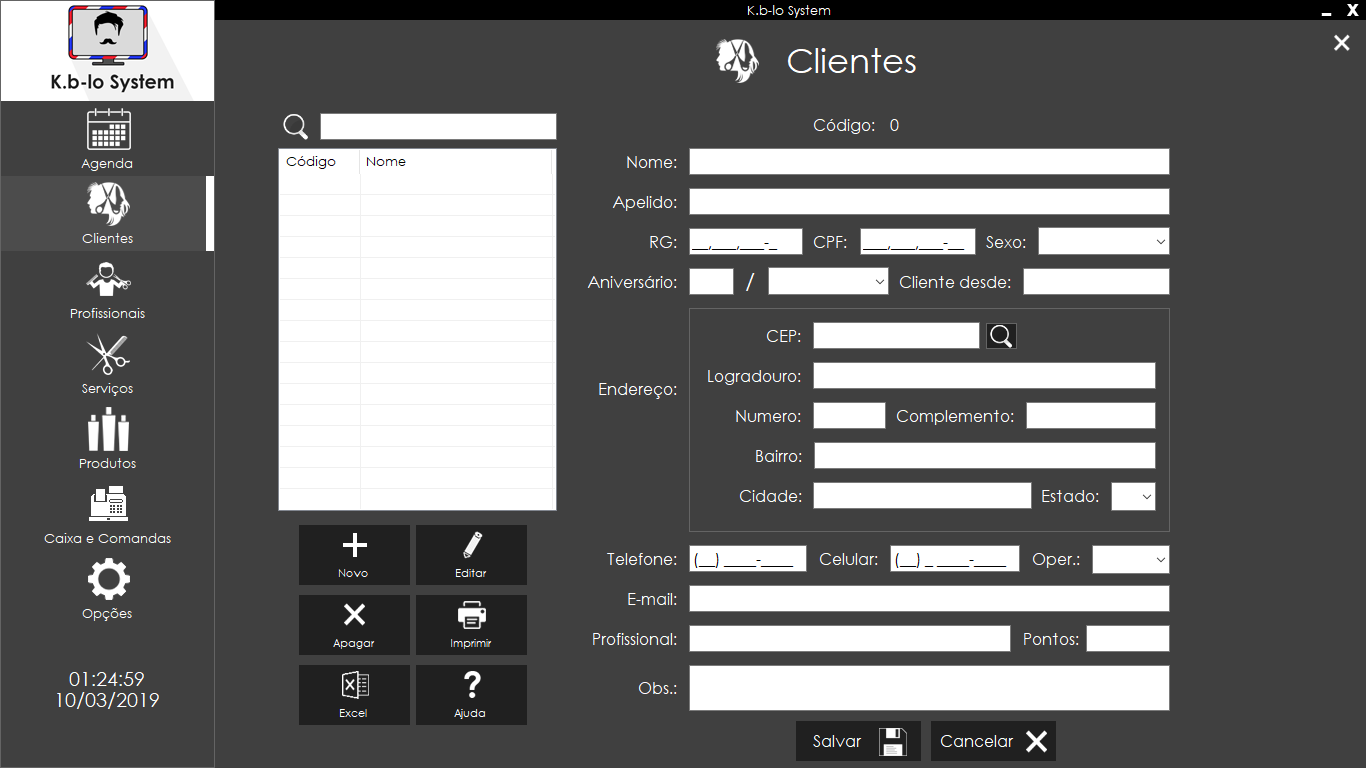 K.b-lo System
_ X
K.b-lo System
Agenda
Clientes
Profissionais
Serviços
Produtos
Caixa e Comandas
Opções
01:24:59
10/03/2019
Clientes
Código Nome
Novo Editar
Apagar Imprimir
Excel ? Ajuda
Código: 0
Nome:
Apelido:
RG: __,___,___-_ CPF: ___,___,___-__ Sexo:
Aniversário: / Cliente desde:
Endereço:
CEP:
Logradouro:
Numero: Complemento:
Bairro:
Cidade: Estado:
Telefone: (__) ____-____ Celular: (__) _ ____-____ Oper.:
E-mail:
Profissional: Pontos:
Obs.:
Salvar Cancelar